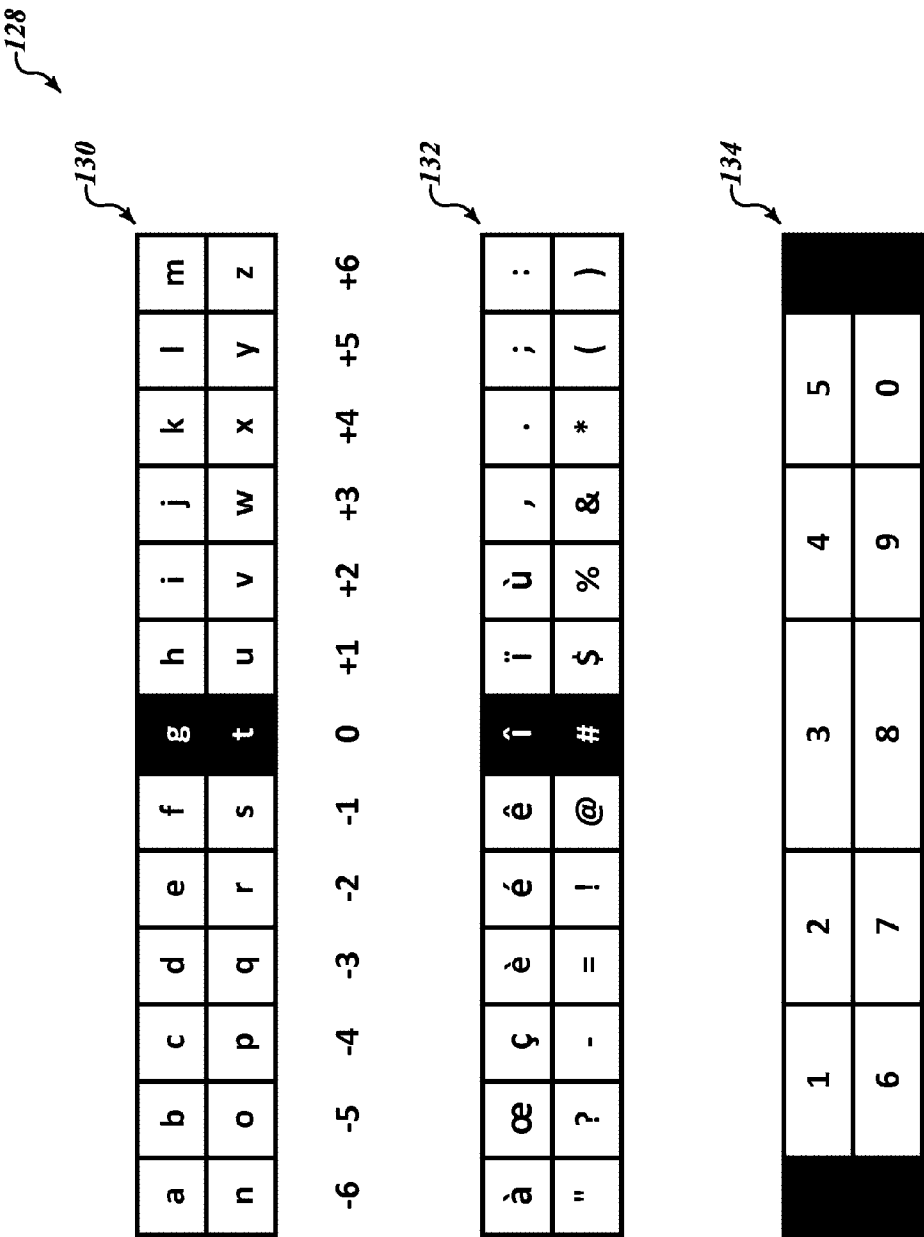 128
130
a b c d e f g h i j k l m
n o p q r s t u v w x y z
-6 -5 -4 -3 -2 -1 0 +1 +2 +3 +4 +5 +6
132
à œ ç è é ê î ï ù , . ; :
" ? - = ! @ # $ % & * ( )
134
1 2 3 4 5
6 7 8 9 0